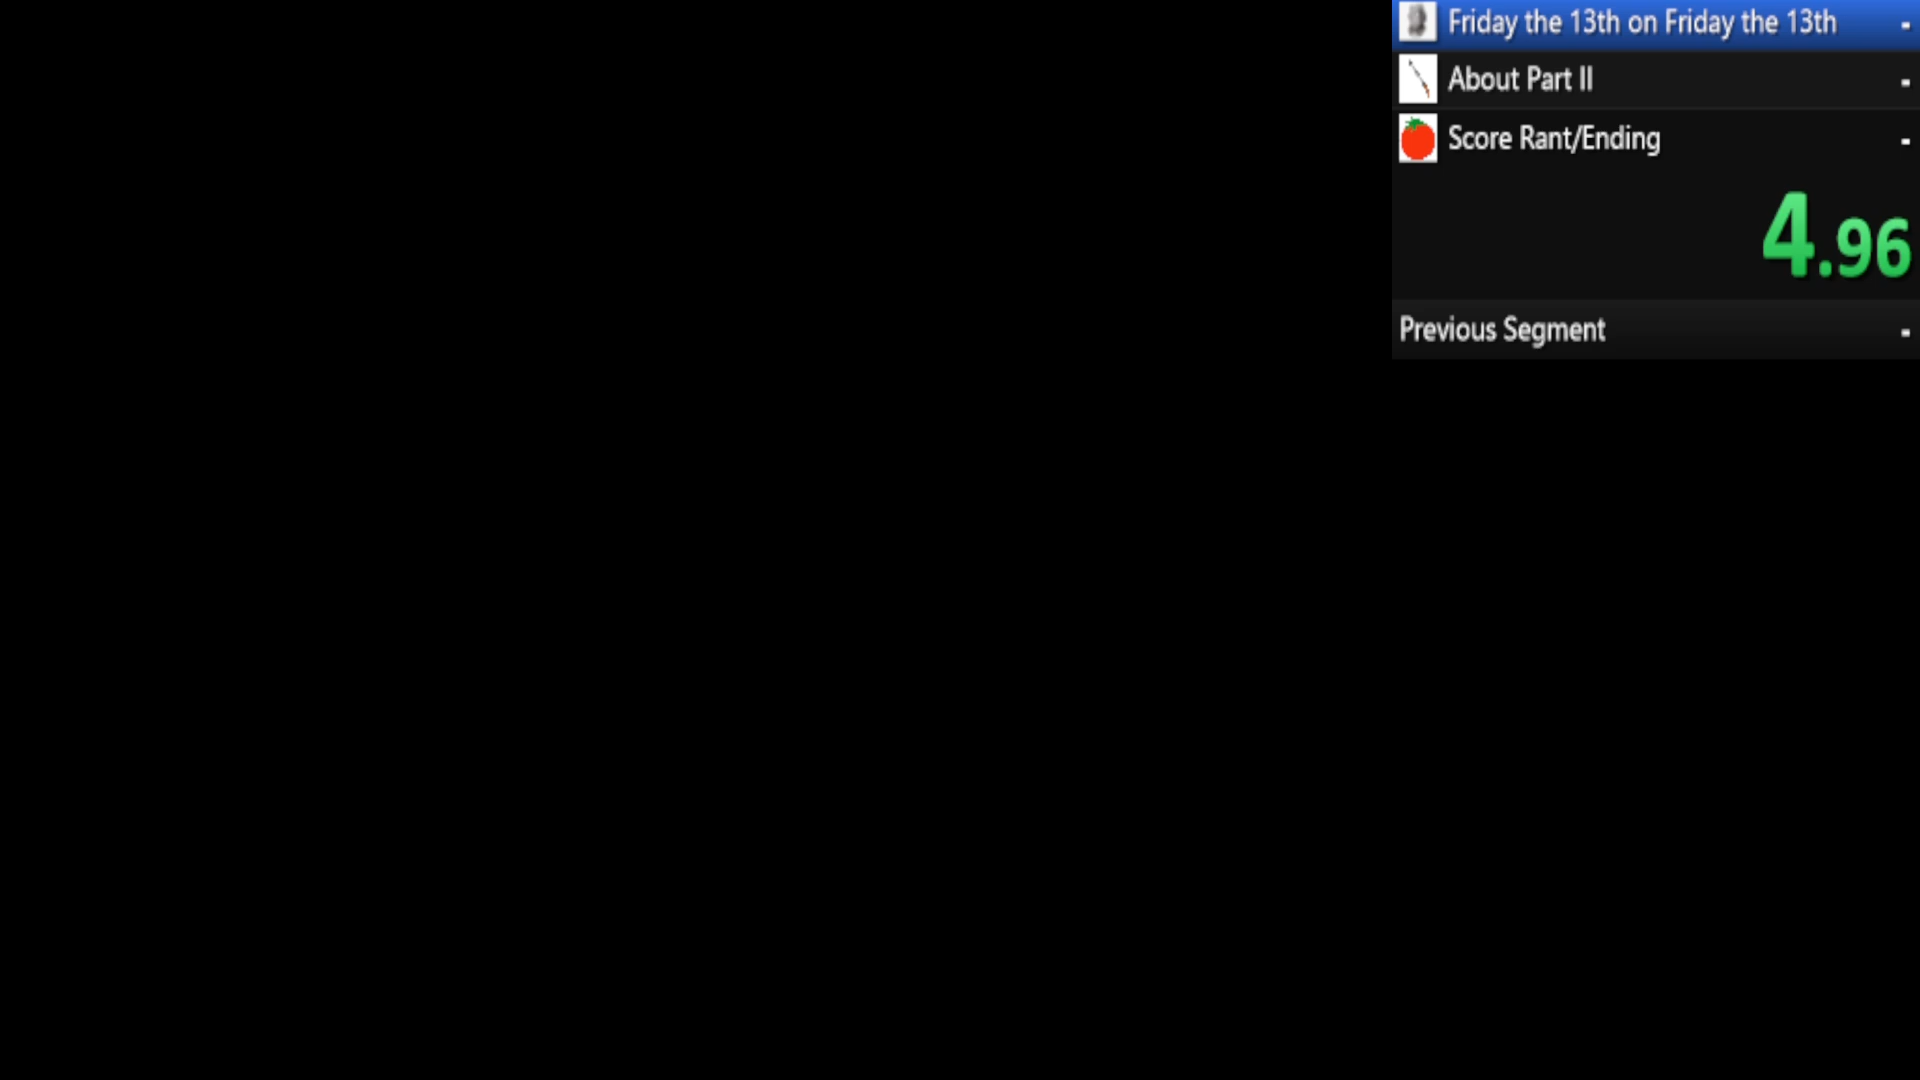 Friday the 13th on Friday the 13th -
About Part II -
Score Rant/Ending -
4.96
Previous Segment -